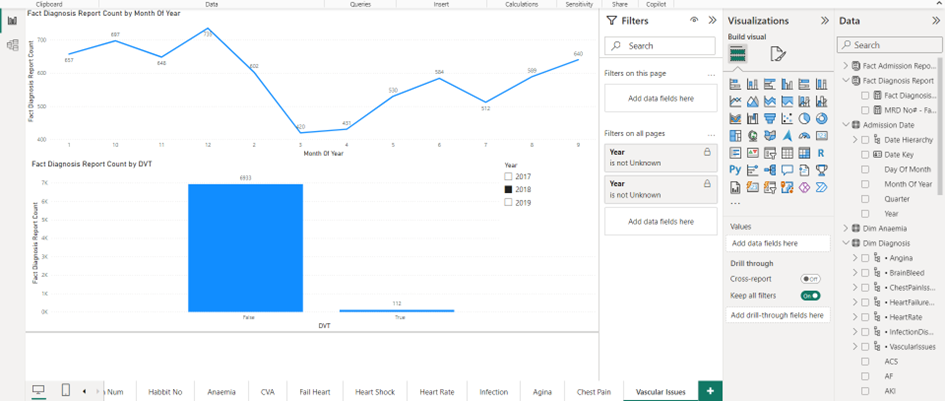 Clipboard Data Queries Insert Calculations Sensitivity Share Copilot
Fact Diagnosis Report Count by Month Of Year
Fact Diagnosis Report Count
700
600
500
400
657
697
648
735
602
420
431
530
584
512
589
640
1 10 11 12 2 3 4 5 6 7 8 9
Month Of Year
Fact Diagnosis Report Count by DVT
Fact Diagnosis Report Count
7K
6K
5K
4K
3K
2K
1K
0K
6933
112
False True
DVT
Year
2017
2018
2019
Filters
Search
Filters on this page
...
Add data fields here
Filters on all pages
...
Year
is not Unknown
Year
is not Unknown
Add data fields here
Visualizations
Build visual
R
Py
...
Values
Add data fields here
Drill through
Cross-report Off
Keep all filters On
Add drill-through fields here
Data
Search
Fact Admission Repo...
Fact Diagnosis Report
Fact Diagnosis...
MRD No# - Fa...
Admission Date
Date Hierarchy
Date Key
Day Of Month
Month Of Year
Quarter
Year
Dim Anaemia
Dim Diagnosis
• Angina
• BrainBleed
• ChestPainIss...
• HeartFailure...
• HeartRate
• InfectionDis...
• VascularIssues
ACS
AF
AKI
Num Habbit No Anaemia CVA Fail Heart Heart Shock Heart Rate Infection Agina Chest Pain Vascular Issues +